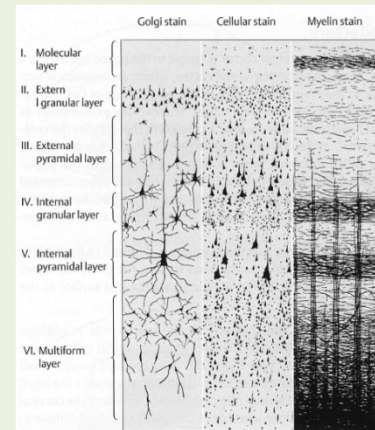 Golgi stain Cellular stain Myelin stain
I. Molecular
layer
II. Extern
l granular layer
III. External
pyramidal layer
IV. Internal
granular layer
V. Internal
pyramidal layer
VI. Multiform
layer